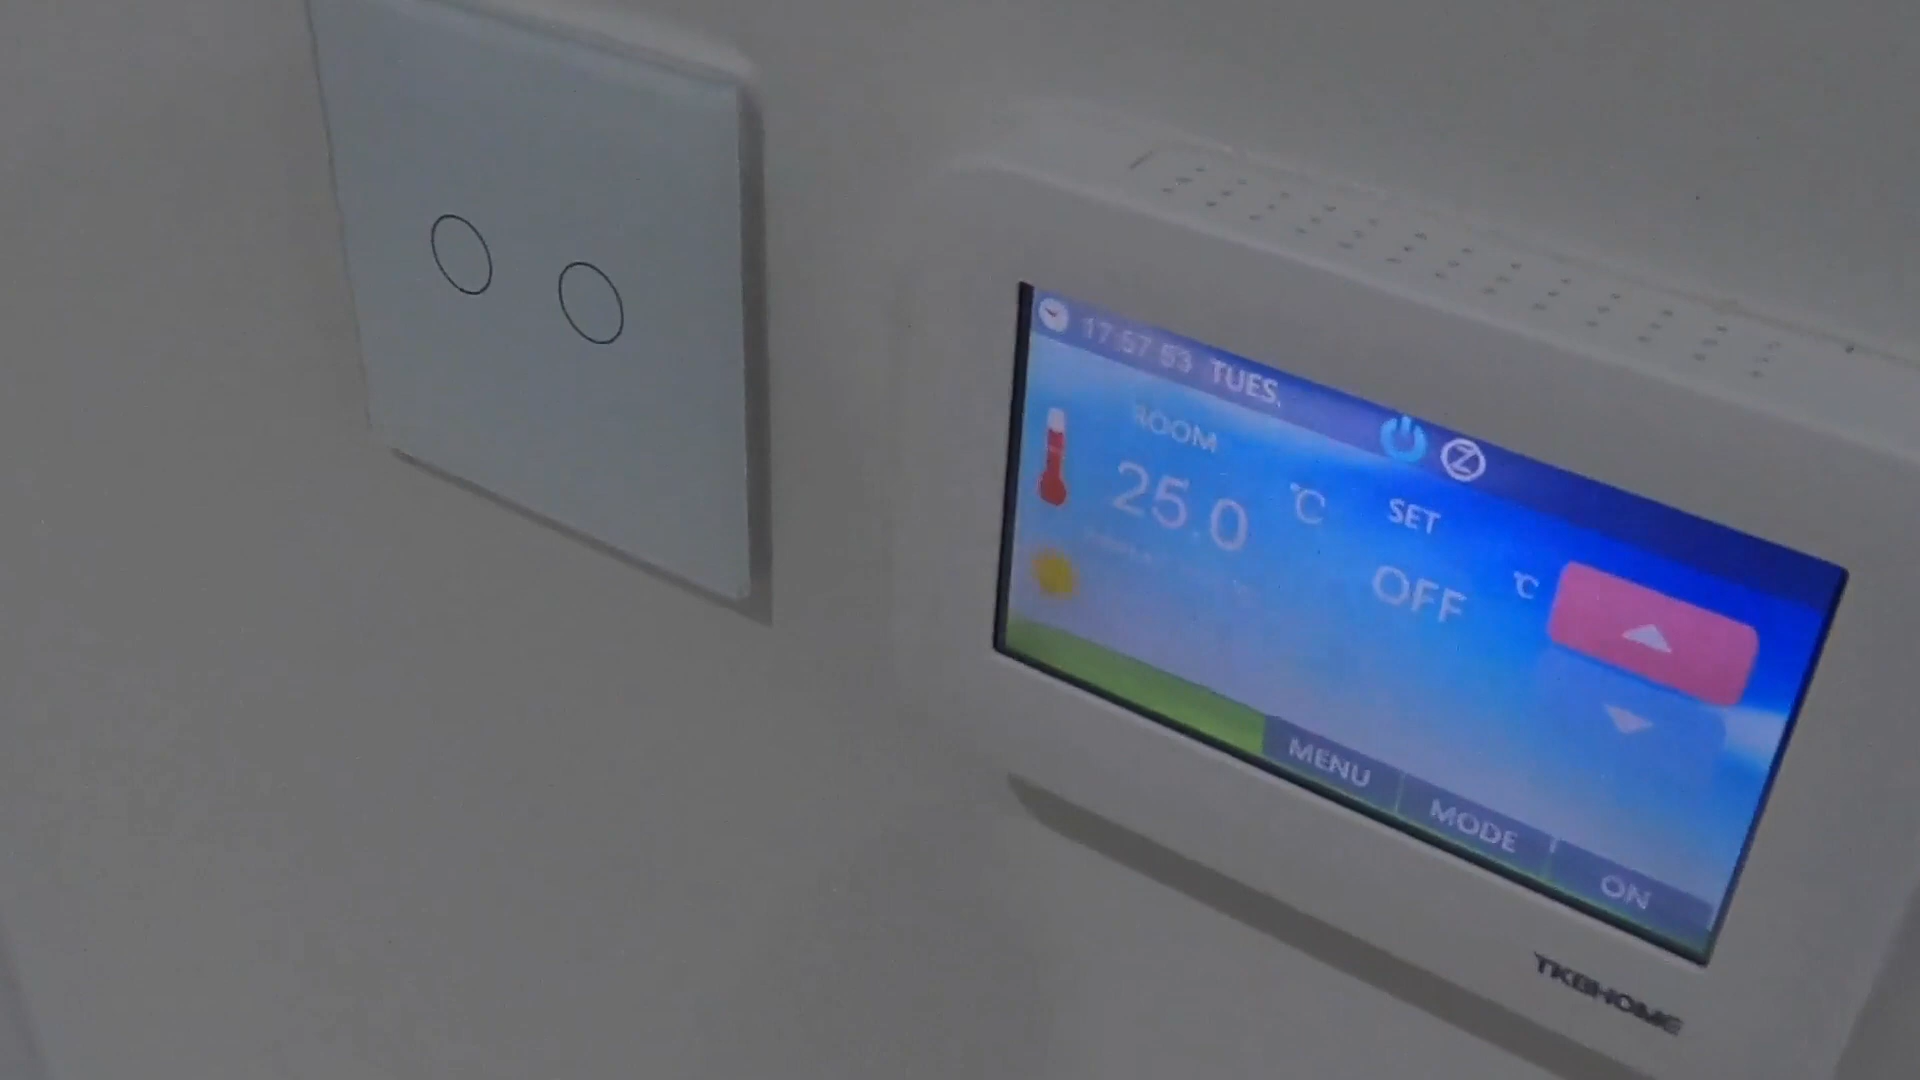 17:57 53 TUES.
ROOM
25.0 ℃ SET
OFF ℃
MENU MODE ON
TKBHOME